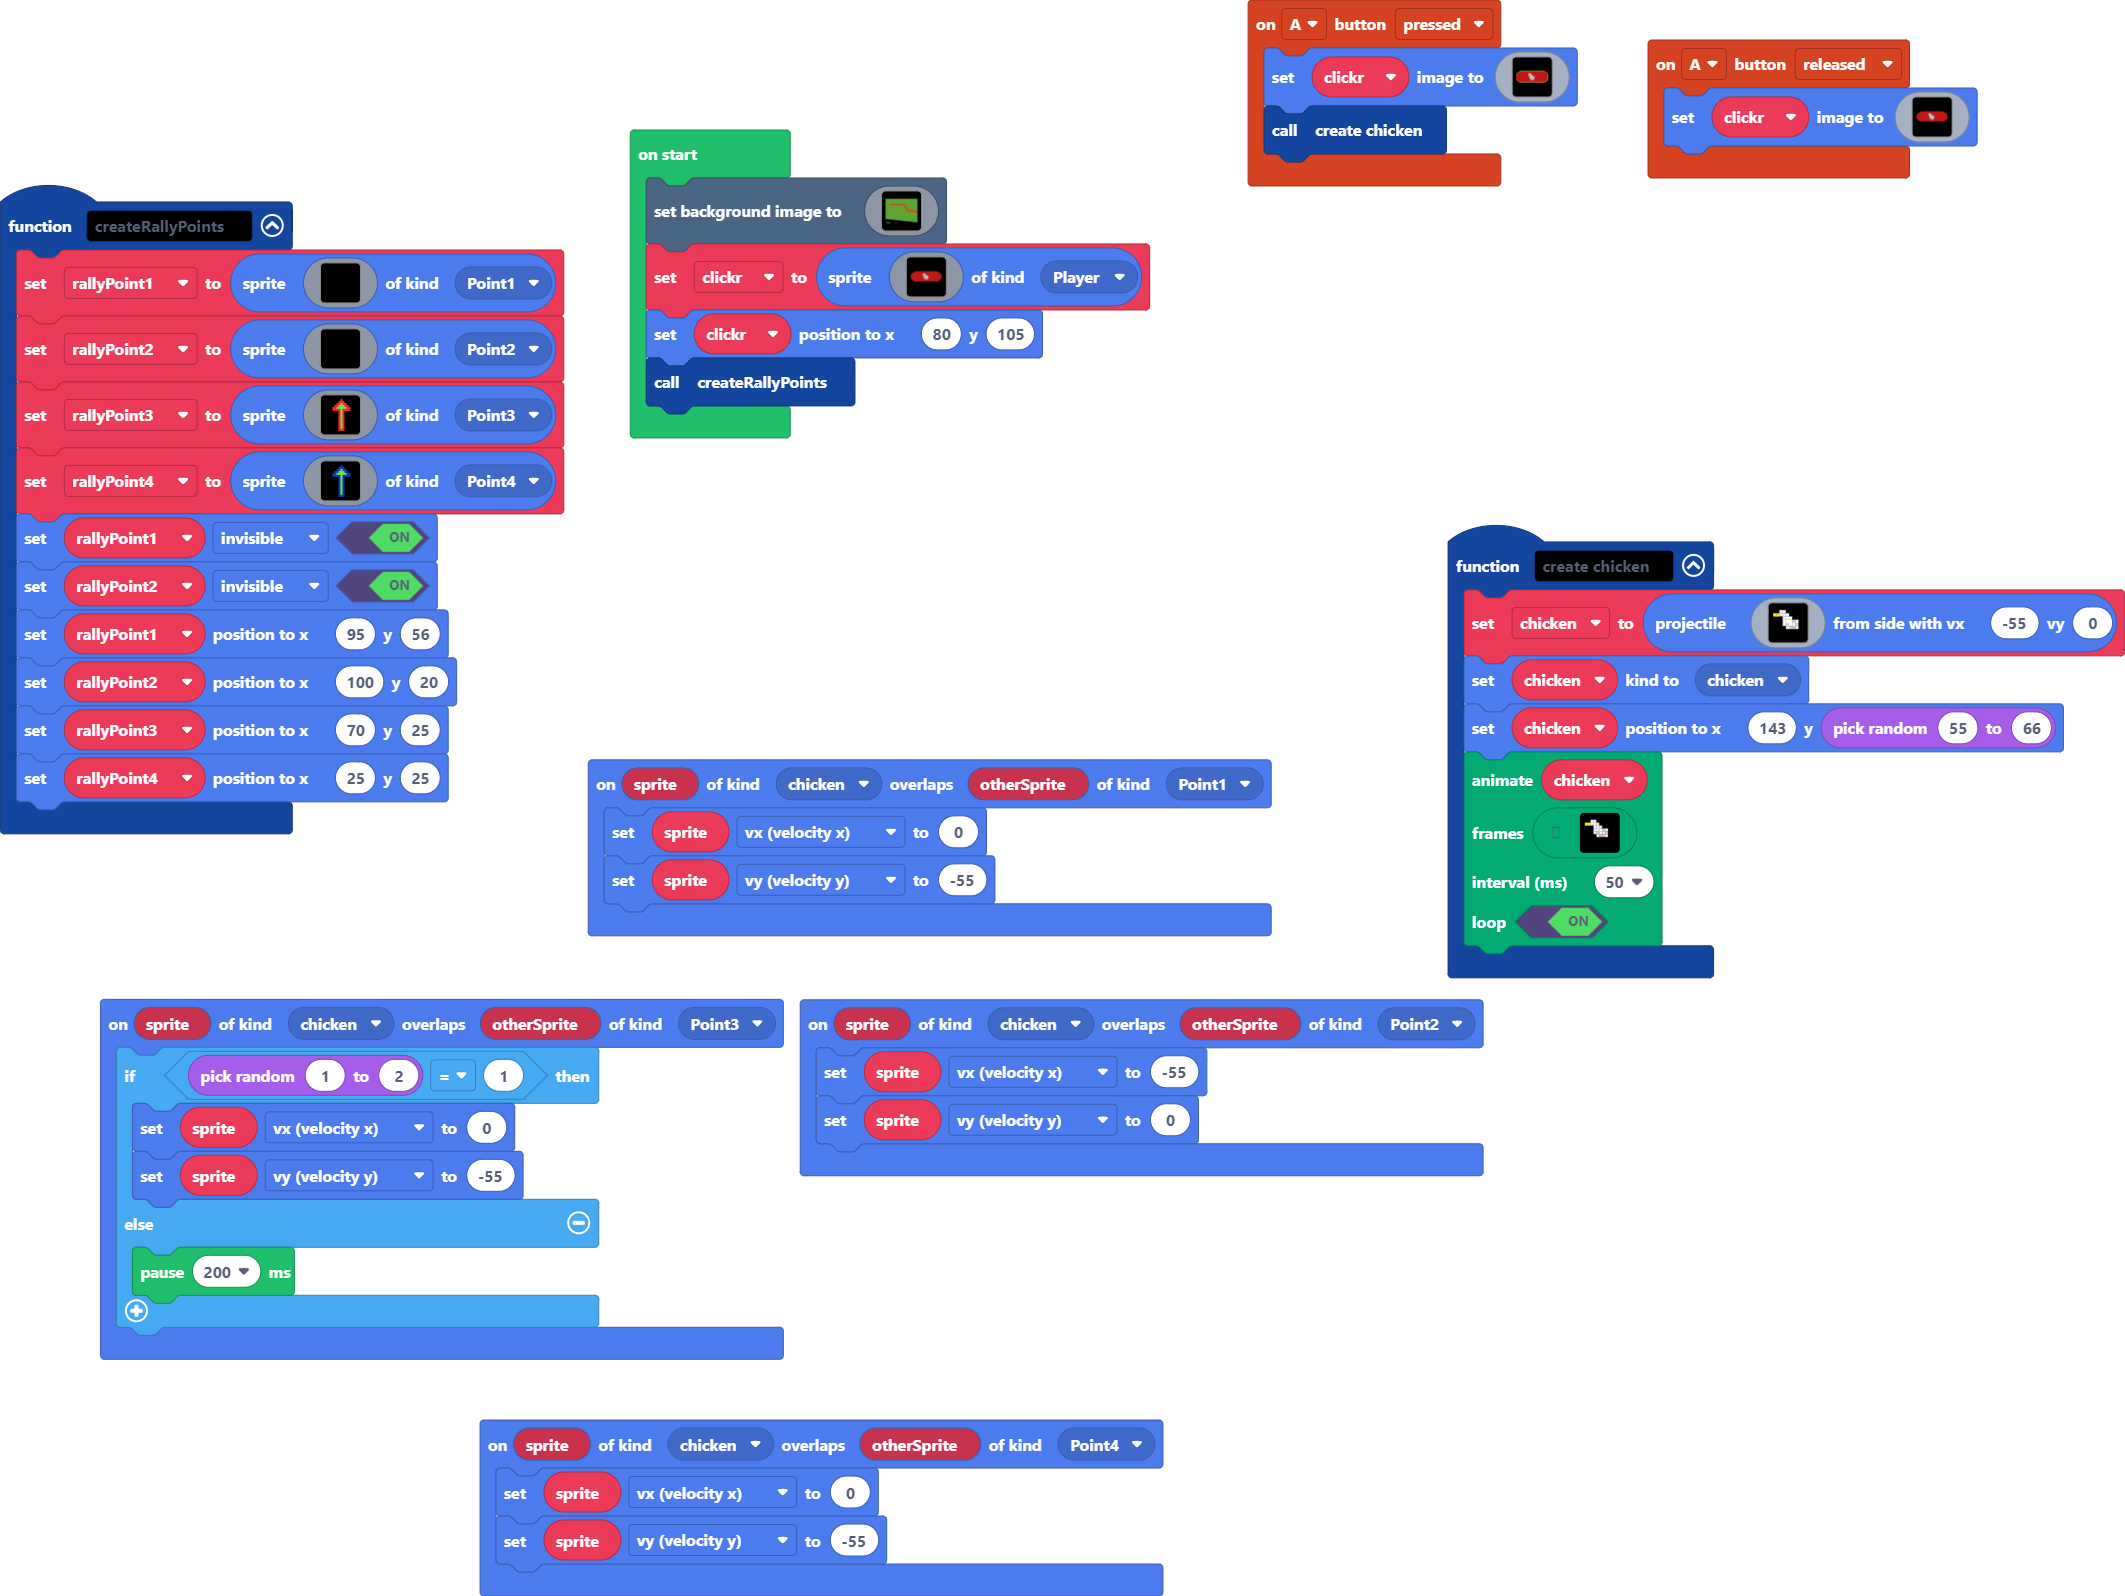 on A button pressed
set clickr image to
call create chicken
on A button released
set clickr image to
on start
set background image to
set clickr to sprite of kind Player
set clickr position to x 80 y 105
call createRallyPoints
function createRallyPoints
set rallyPoint1 to sprite of kind Point1
set rallyPoint2 to sprite of kind Point2
set rallyPoint3 to sprite of kind Point3
set rallyPoint4 to sprite of kind Point4
set rallyPoint1 invisible ON
set rallyPoint2 invisible ON
set rallyPoint1 position to x 95 y 56
set rallyPoint2 position to x 100 y 20
set rallyPoint3 position to x 70 y 25
set rallyPoint4 position to x 25 y 25
function create chicken
set chicken to projectile from side with vx -55 vy 0
set chicken kind to chicken
set chicken position to x 143 y pick random 55 to 66
animate chicken
frames
interval (ms) 50
loop ON
on sprite of kind chicken overlaps otherSprite of kind Point1
set sprite vx (velocity x) to 0
set sprite vy (velocity y) to -55
on sprite of kind chicken overlaps otherSprite of kind Point3
if pick random 1 to 2 = 1 then
set sprite vx (velocity x) to 0
set sprite vy (velocity y) to -55
else
pause 200 ms
on sprite of kind chicken overlaps otherSprite of kind Point2
set sprite vx (velocity x) to -55
set sprite vy (velocity y) to 0
on sprite of kind chicken overlaps otherSprite of kind Point4
set sprite vx (velocity x) to 0
set sprite vy (velocity y) to -55